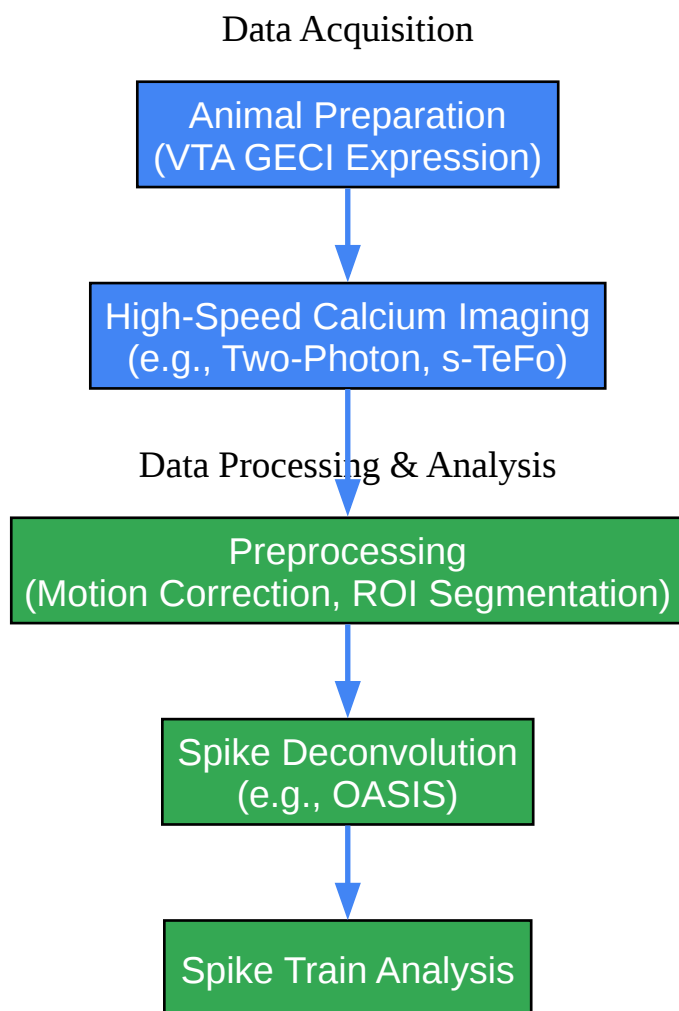 Data Acquisition
Animal Preparation
(VTA GECI Expression)
High-Speed Calcium Imaging
(e.g., Two-Photon, s-TeFo)
Data Processing & Analysis
Preprocessing
(Motion Correction, ROI Segmentation)
Spike Deconvolution
(e.g., OASIS)
Spike Train Analysis